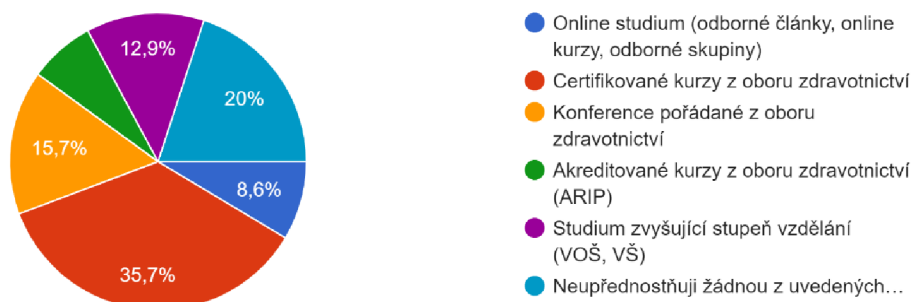 12,9%
20%
15,7%
8,6%
35,7%
Online studium (odborné články, online
kurzy, odborné skupiny)
Certifikované kurzy z oboru zdravotnictví
Konference pořádané z oboru
zdravotnictví
Akreditované kurzy z oboru zdravotnictví
(ARIP)
Studium zvyšující stupeň vzdělání
(VOŠ, VŠ)
Neupřednostňuji žádnou z uvedených…